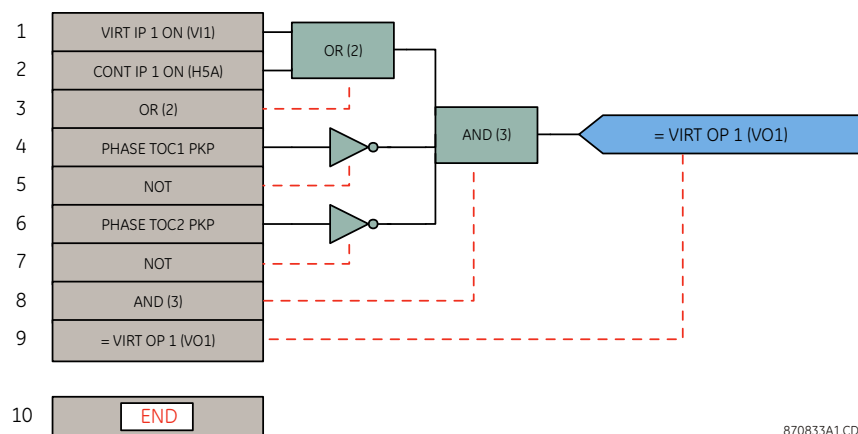 1 VIRT IP 1 ON (VI1)
OR (2)
2 CONT IP 1 ON (H5A)
3 OR (2)
4 PHASE TOC1 PKP
AND (3)
= VIRT OP 1 (VO1)
5 NOT
6 PHASE TOC2 PKP
7 NOT
8 AND (3)
9 = VIRT OP 1 (VO1)
10 END
870833A1.CD